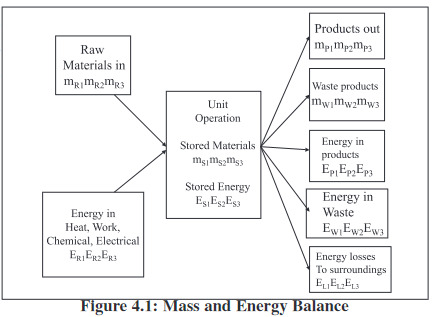 Raw
Materials in
mR1mR2mR3
Energy in
Heat, Work,
Chemical, Electrical
ER1ER2ER3
Unit
Operation
Stored Materials
mS1mS2mS3
Stored Energy
ES1ES2ES3
Products out
mP1mP2mP3
Waste products
mW1mW2mW3
Energy in
products
EP1EP2EP3
Energy in
Waste
EW1EW2EW3
Energy losses
To surroundings
EL1EL2EL3
Figure 4.1: Mass and Energy Balance